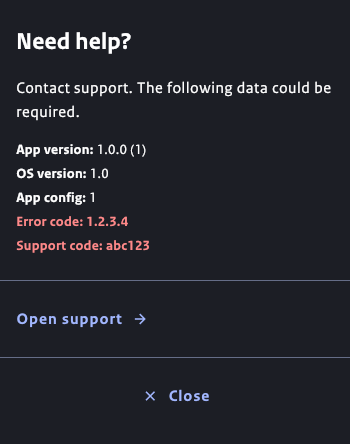 Need help?
Contact support. The following data could be
required.
App version: 1.0.0 (1)
OS version: 1.0
App config: 1
Error code: 1.2.3.4
Support code: abc123
Open support →
✕ Close